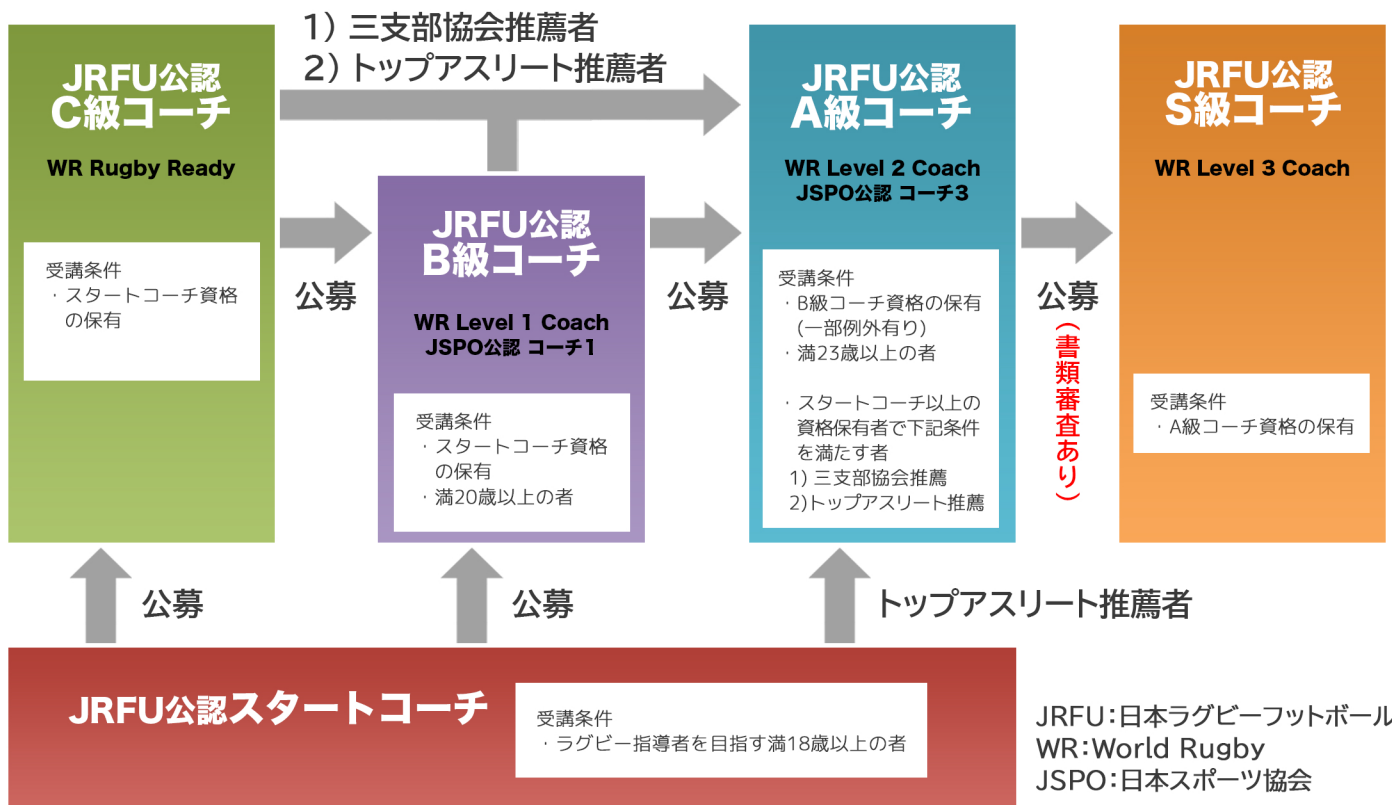 1) 三支部協会推薦者
2) トップアスリート推薦者
JRFU公認
C級コーチ
WR Rugby Ready
受講条件
・スタートコーチ資格
の保有
公募
JRFU公認
B級コーチ
WR Level 1 Coach
JSPO公認 コーチ1
受講条件
・スタートコーチ資格
の保有
・満20歳以上の者
公募
JRFU公認
A級コーチ
WR Level 2 Coach
JSPO公認 コーチ3
受講条件
・B級コーチ資格の保有
(一部例外有り)
・満23歳以上の者
・スタートコーチ以上の
資格保有者で下記条件
を満たす者
1) 三支部協会推薦
2)トップアスリート推薦
公募
(書類審査あり)
JRFU公認
S級コーチ
WR Level 3 Coach
受講条件
・A級コーチ資格の保有
公募
公募
トップアスリート推薦者
JRFU公認スタートコーチ
受講条件
・ラグビー指導者を目指す満18歳以上の者
JRFU:日本ラグビーフットボール
WR:World Rugby
JSPO:日本スポーツ協会